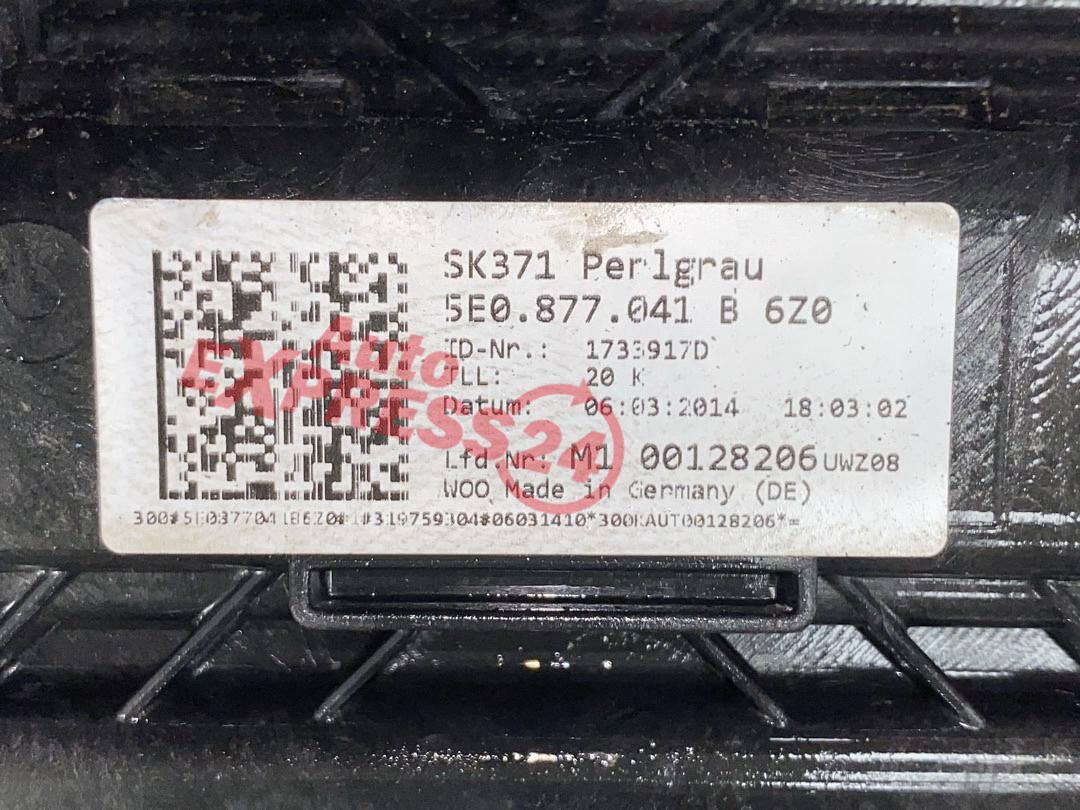 SK371 Perlgrau
5E0.877.041 B 6Z0
ID-Nr.: 1733917D
TLL: 20 K
Datum: 06:03:2014 18:03:02
Lfd.Nr: M1 00128206 UWZ08
WOO Made in Germany (DE)
Auto
EXPRESS24